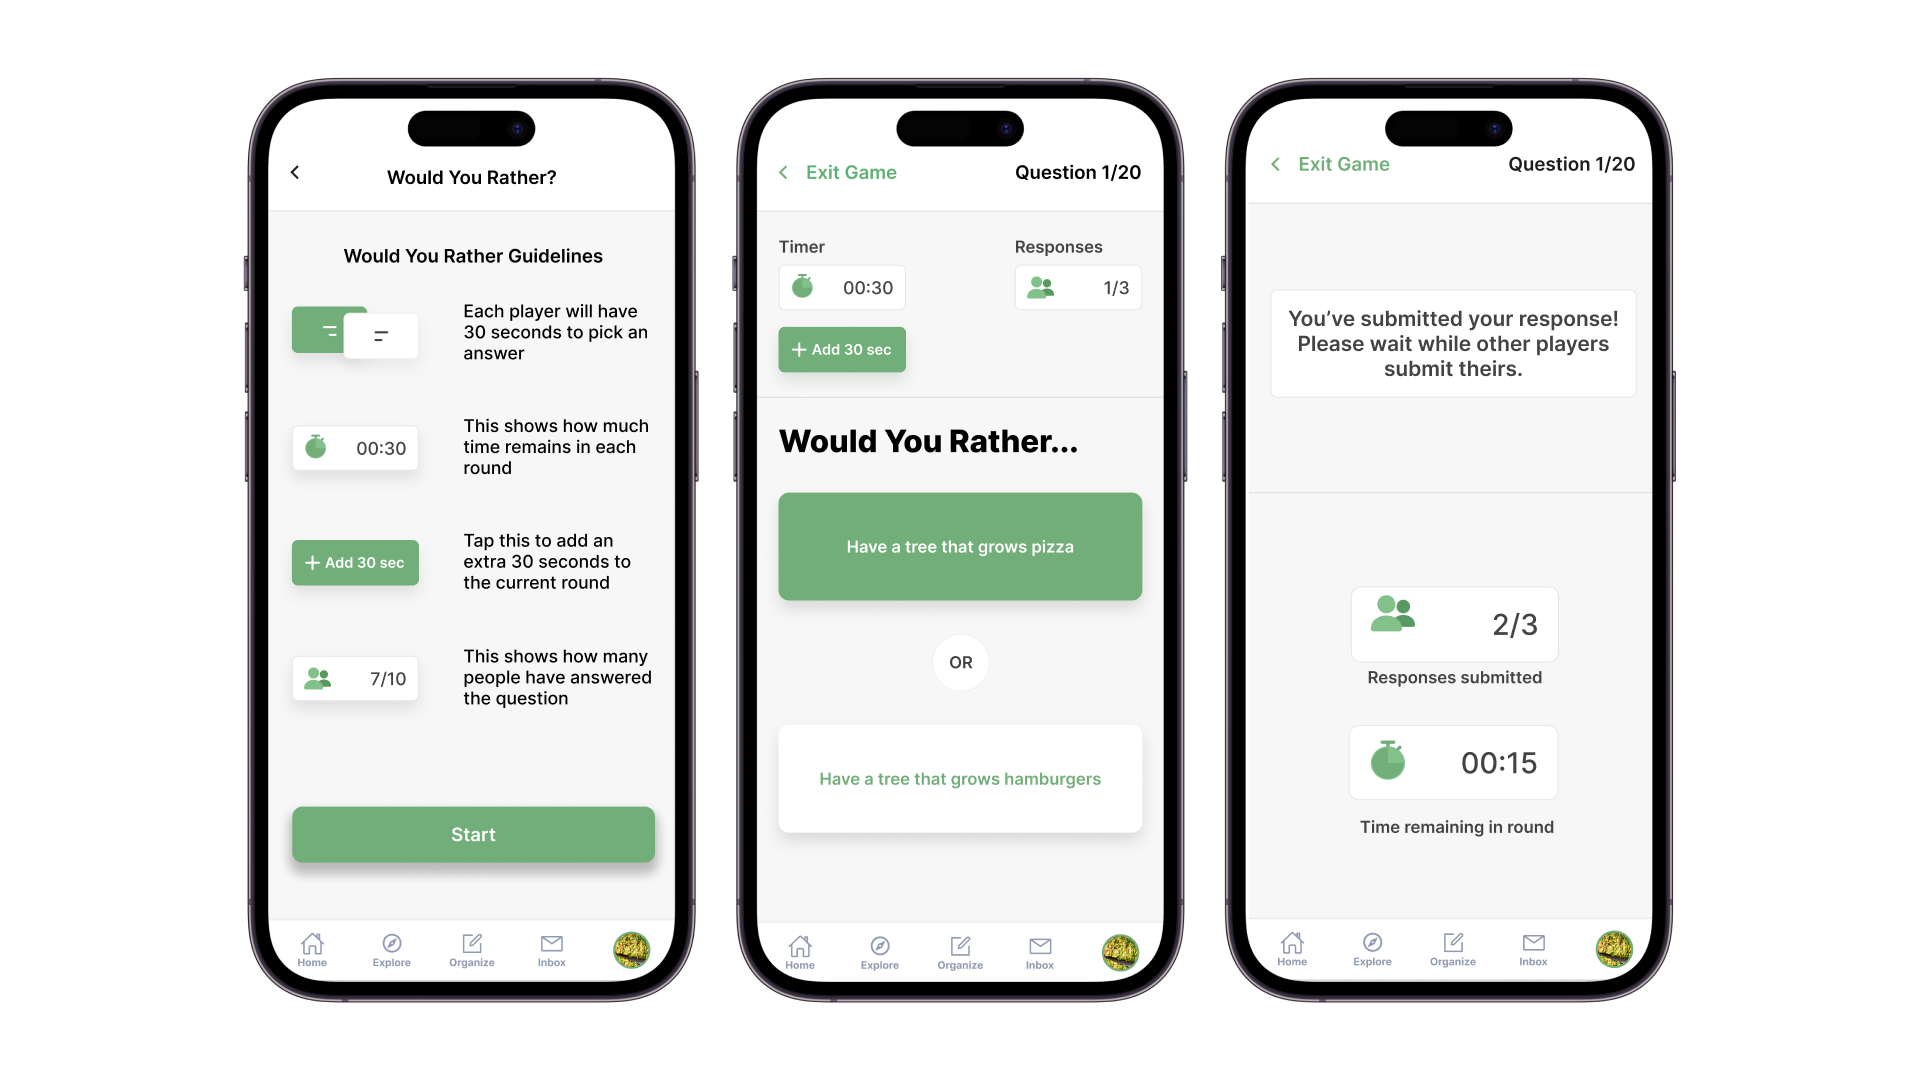 Would You Rather?
Would You Rather Guidelines
Each player will have
30 seconds to pick an
answer
00:30
This shows how much
time remains in each
round
+ Add 30 sec
Tap this to add an
extra 30 seconds to
the current round
7/10
This shows how many
people have answered
the question
Start
Home
Explore
Organize
Inbox
Exit Game
Question 1/20
Timer
Responses
00:30
1/3
+ Add 30 sec
Would You Rather...
Have a tree that grows pizza
OR
Have a tree that grows hamburgers
Home
Explore
Organize
Inbox
Exit Game
Question 1/20
You’ve submitted your response!
Please wait while other players
submit theirs.
2/3
Responses submitted
00:15
Time remaining in round
Home
Explore
Organize
Inbox